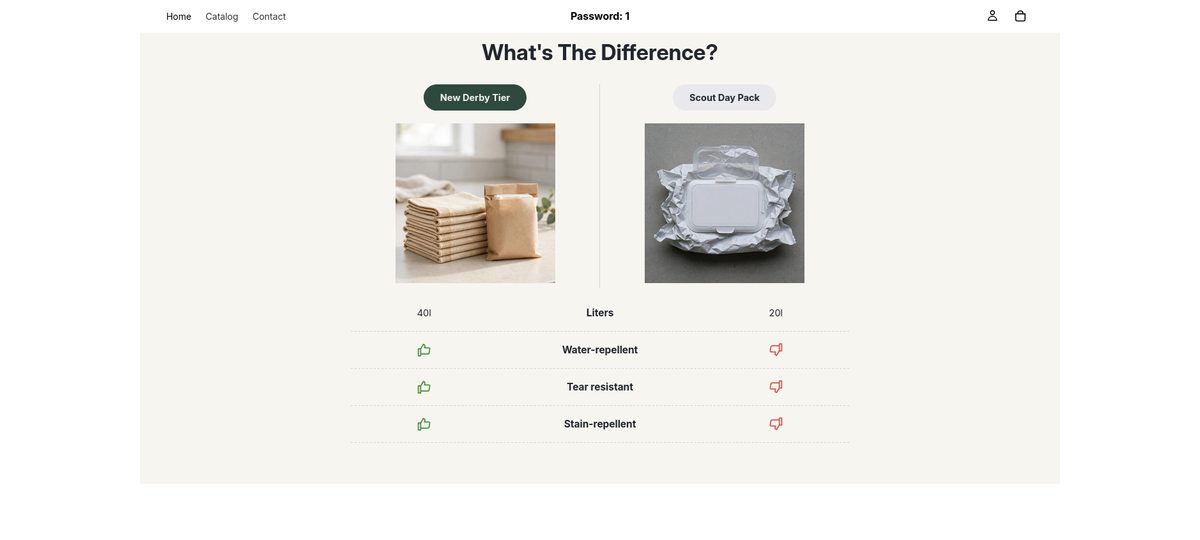 Home Catalog Contact Password: 1
What's The Difference?
New Derby Tier Scout Day Pack
40l Liters 20l
Water-repellent
Tear resistant
Stain-repellent